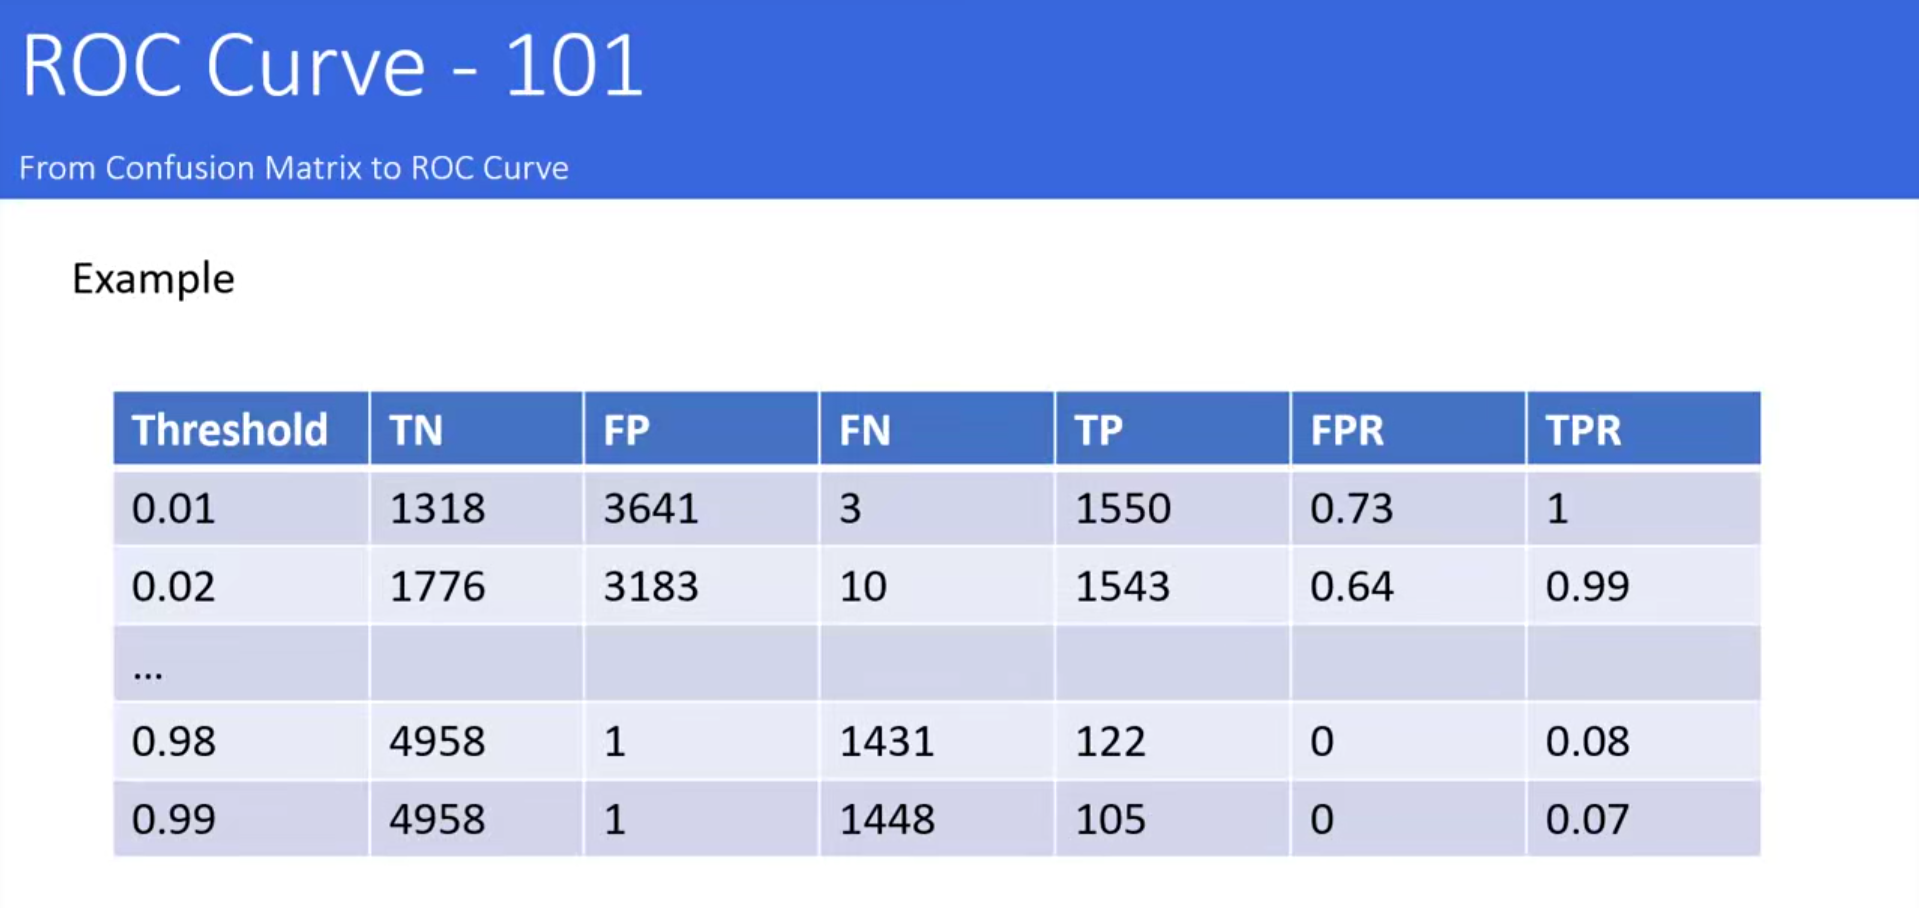 ROC Curve - 101
From Confusion Matrix to ROC Curve
Example
Threshold TN FP FN TP FPR TPR
0.01 1318 3641 3 1550 0.73 1
0.02 1776 3183 10 1543 0.64 0.99
...
0.98 4958 1 1431 122 0 0.08
0.99 4958 1 1448 105 0 0.07